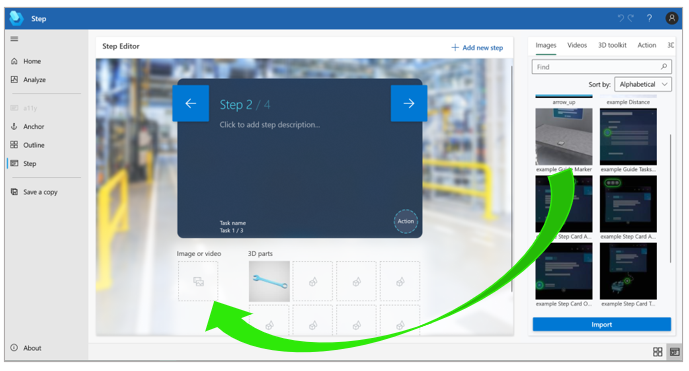 Step
?
Home
Analyze
Anchor
Outline
Step
Save a copy
About
Step Editor
+ Add new step
Step 2 / 4
Click to add step description...
Task name
Task 1 / 3
Action
Image or video
3D parts
Images Videos 3D toolkit Action 3D
Find
Sort by: Alphabetical
arrow_up example Distance
example Guide Marker example Guide Tasks...
example Step Card A... example Step Card A...
example Step Card O... example Step Card T...
Import